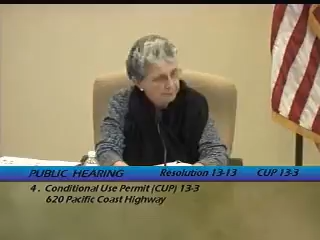 PUBLIC HEARING Resolution 13-13 CUP 13-3
4. Conditional Use Permit (CUP) 13-3
620 Pacific Coast Highway